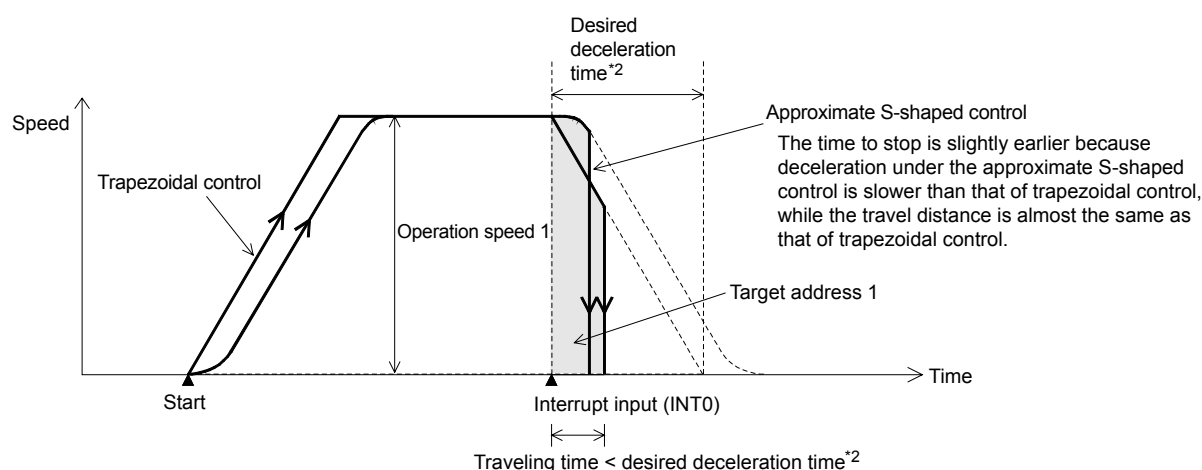 Desired
deceleration
time*2
Speed
Approximate S-shaped control
The time to stop is slightly earlier because
deceleration under the approximate S-shaped
control is slower than that of trapezoidal control,
while the travel distance is almost the same as
that of trapezoidal control.
Trapezoidal control
Operation speed 1
Target address 1
Time
Start
Interrupt input (INT0)
Traveling time < desired deceleration time*2